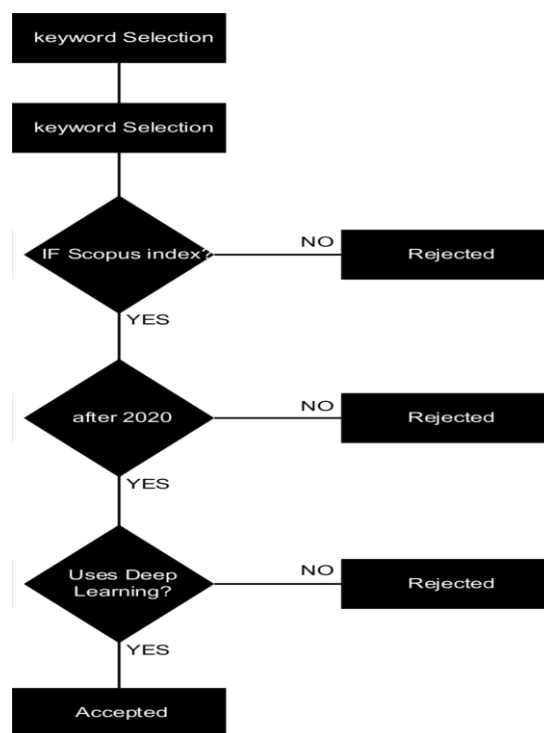 keyword Selection
keyword Selection
IF Scopus index?
NO
Rejected
YES
after 2020
NO
Rejected
YES
Uses Deep
Learning?
NO
Rejected
YES
Accepted